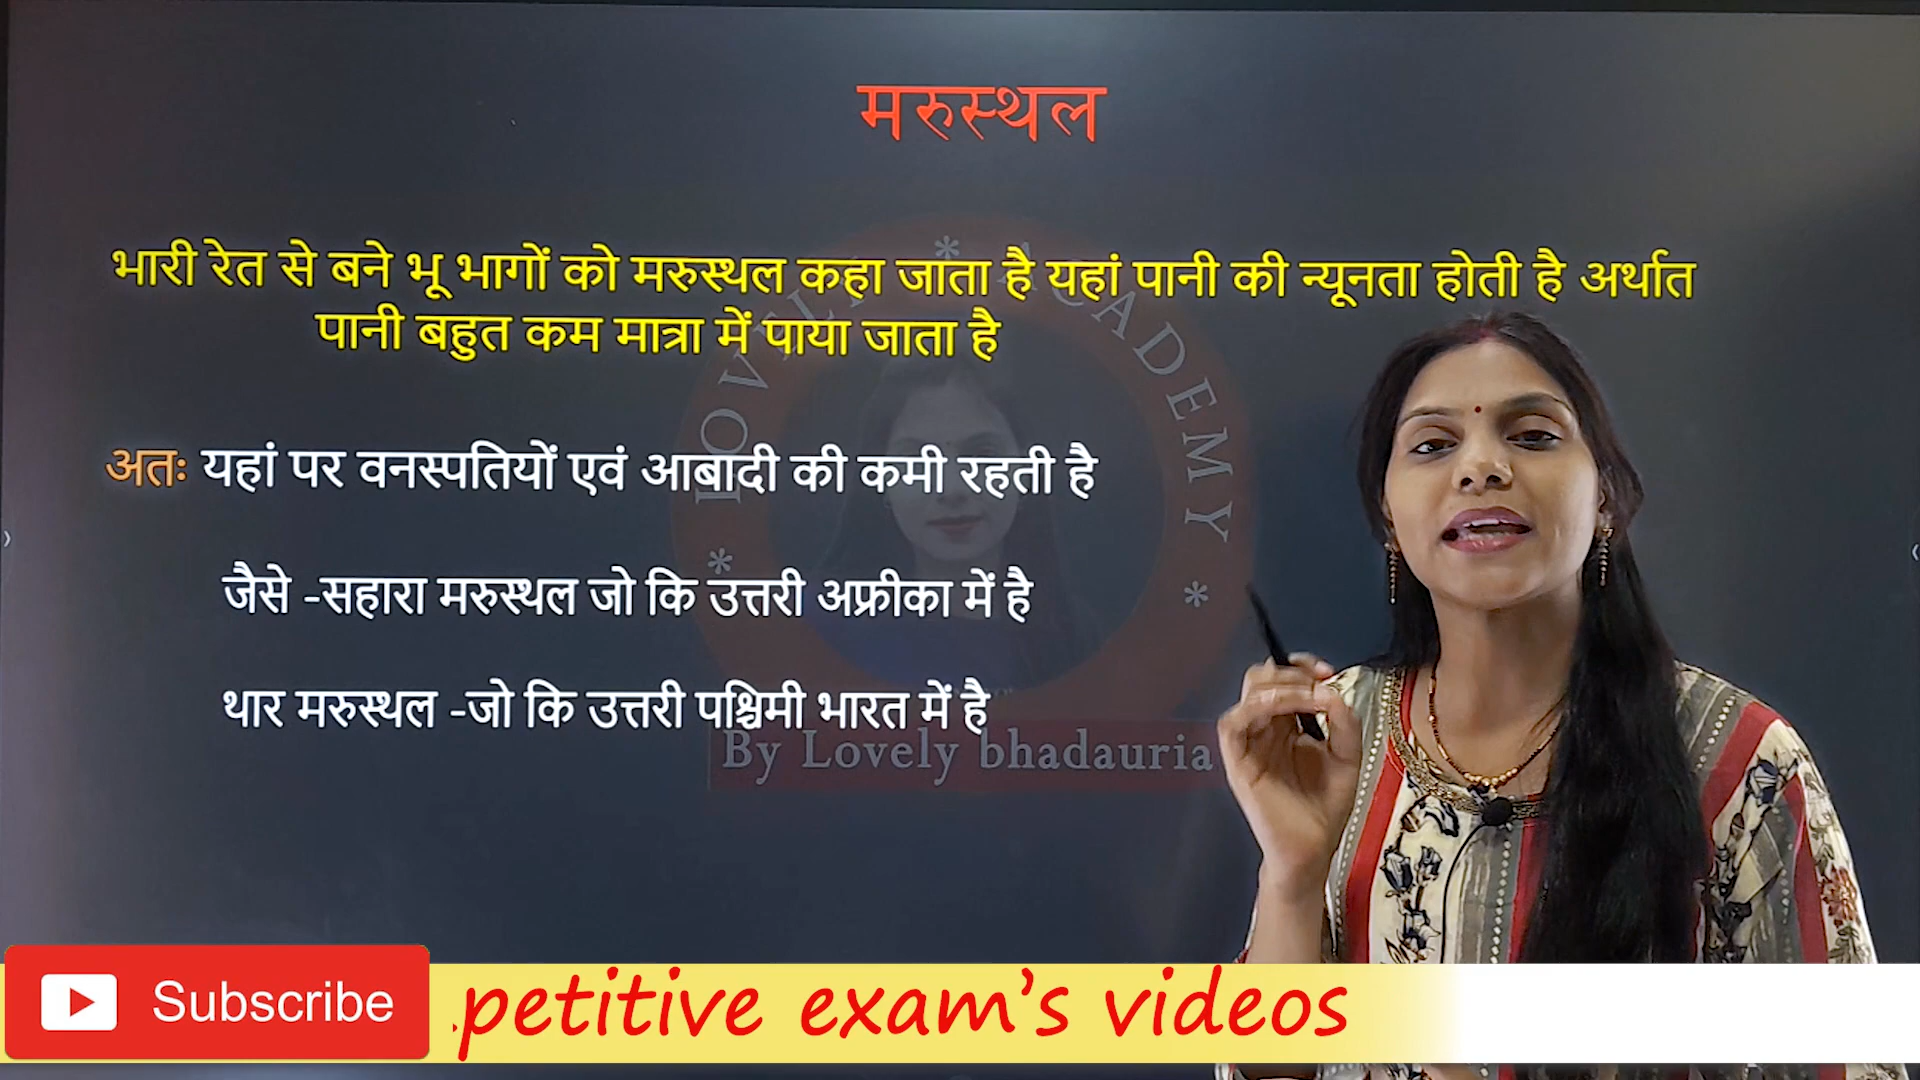 मरुस्थल
भारी रेत से बने भू भागों को मरुस्थल कहा जाता है यहां पानी की न्यूनता होती है अर्थात
पानी बहुत कम मात्रा में पाया जाता है
अतः यहां पर वनस्पतियों एवं आबादी की कमी रहती है
जैसे -सहारा मरुस्थल जो कि उत्तरी अफ्रीका में है
थार मरुस्थल -जो कि उत्तरी पश्चिमी भारत में है
* LOVELY * ACADEMY *
By Lovely bhadauria
Subscribe
petitive exam's videos